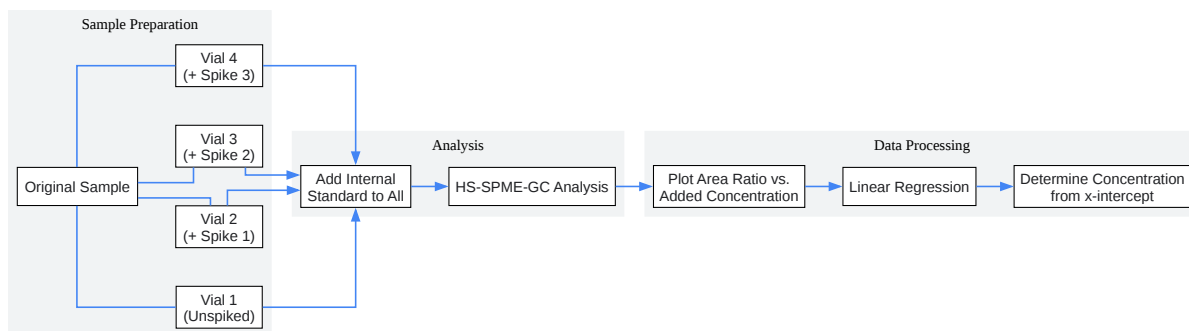 Sample Preparation
Vial 4
(+ Spike 3)
Vial 3
(+ Spike 2)
Original Sample
Vial 2
(+ Spike 1)
Vial 1
(Unspiked)
Analysis
Add Internal
Standard to All
HS-SPME-GC Analysis
Data Processing
Plot Area Ratio vs.
Added Concentration
Linear Regression
Determine Concentration
from x-intercept